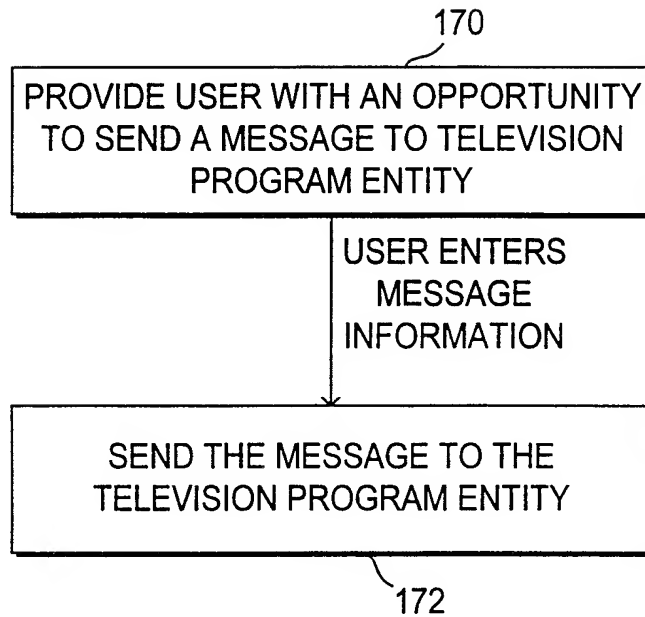 170
PROVIDE USER WITH AN OPPORTUNITY
TO SEND A MESSAGE TO TELEVISION
PROGRAM ENTITY
USER ENTERS
MESSAGE
INFORMATION
SEND THE MESSAGE TO THE
TELEVISION PROGRAM ENTITY
172